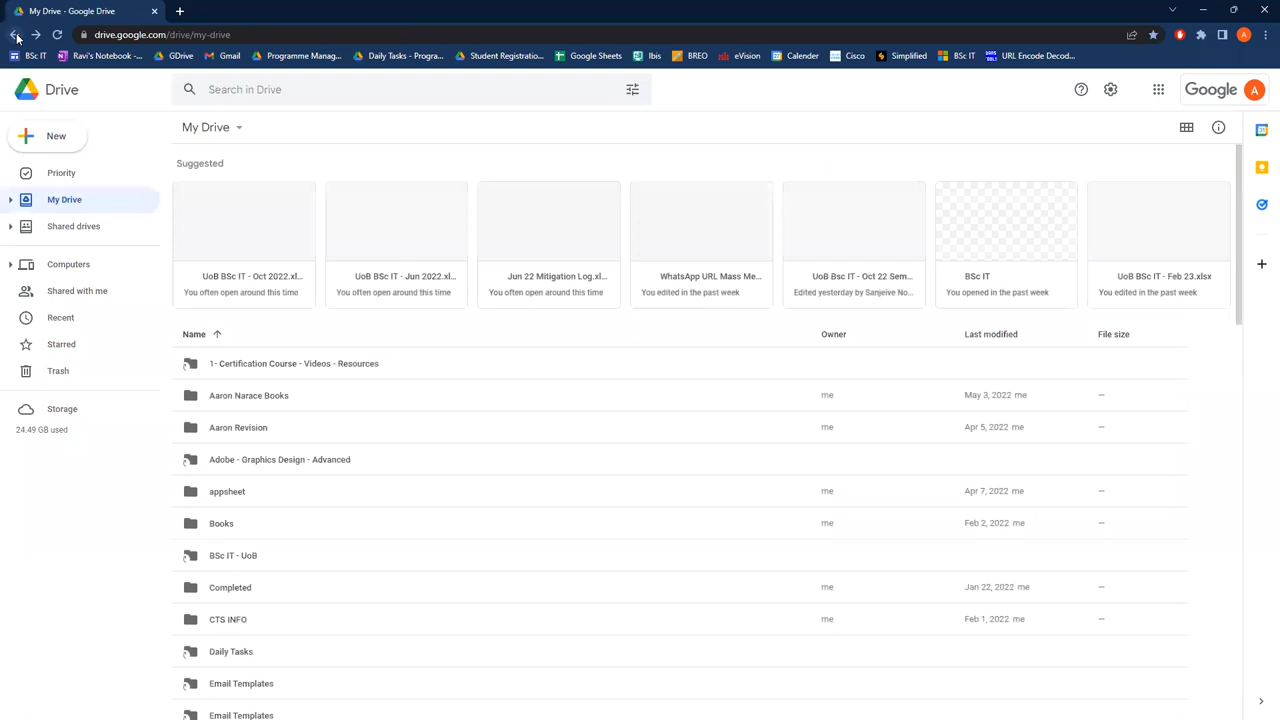 My Drive - Google Drive
drive.google.com/drive/my-drive
BSc IT
Ravi's Notebook -...
GDrive
Gmail
Programme Manag...
Daily Tasks - Progra...
Student Registratio...
Google Sheets
Ibis
BREO
eVision
Calender
Cisco
Simplified
BSc IT
URL Encode Decod...
Drive
Search in Drive
Google
A
New
My Drive
Priority
My Drive
Shared drives
Computers
Shared with me
Recent
Starred
Trash
Storage
24.49 GB used
Suggested
UoB BSc IT - Oct 2022.xl...
You often open around this time
UoB BSc IT - Jun 2022.xl...
You often open around this time
Jun 22 Mitigation Log.xl...
You often open around this time
WhatsApp URL Mass Me...
You edited in the past week
UoB BSc IT - Oct 22 Sem...
Edited yesterday by Sanjeive No...
BSC IT
You opened in the past week
UoB BSc IT - Feb 23.xlsx
You edited in the past week
Name Owner Last modified File size
1- Certification Course - Videos - Resources
Aaron Narace Books me May 3, 2022 me —
Aaron Revision me Apr 5, 2022 me —
Adobe - Graphics Design - Advanced
appsheet me Apr 7, 2022 me —
Books me Feb 2, 2022 me —
BSc IT - UoB
Completed me Jan 22, 2022 me —
CTS INFO me Feb 1, 2022 me —
Daily Tasks
Email Templates
Email Templates